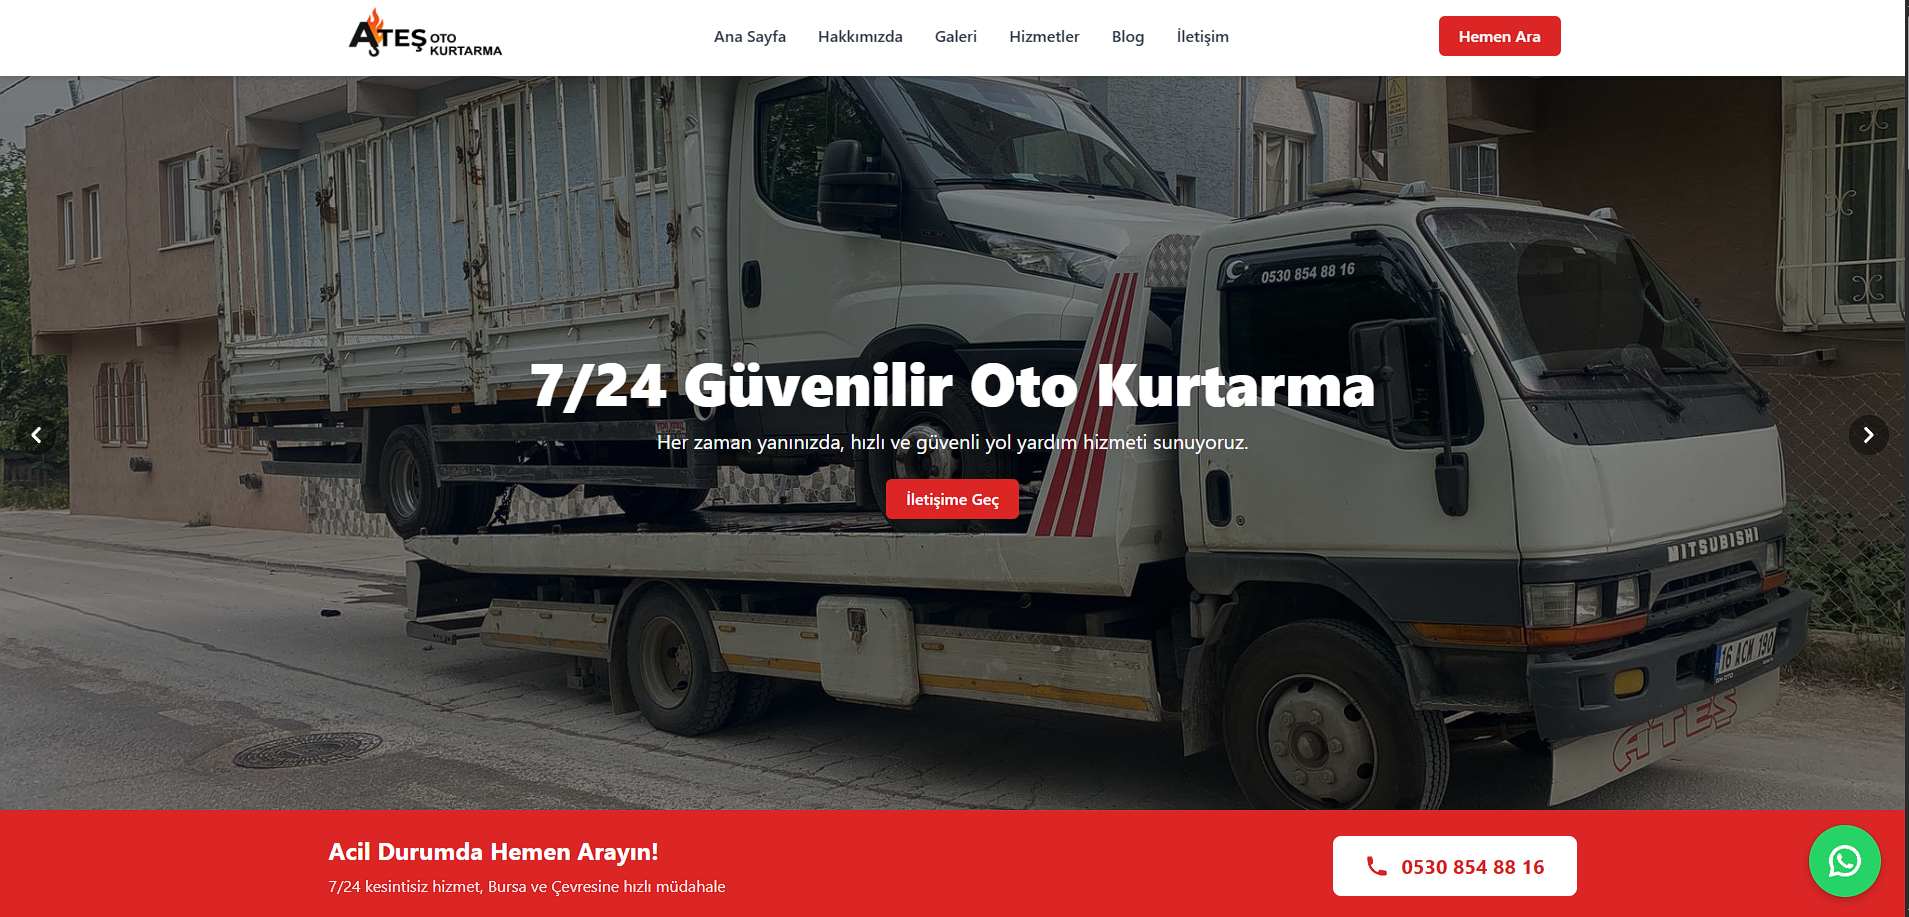 ATEŞ OTO
KURTARMA
Ana Sayfa
Hakkımızda
Galeri
Hizmetler
Blog
İletişim
Hemen Ara
0530 854 88 16
7/24 Güvenilir Oto Kurtarma
Her zaman yanınızda, hızlı ve güvenli yol yardım hizmeti sunuyoruz.
İletişime Geç
MITSUBISHI
16 ACM 190
ATEŞ
Acil Durumda Hemen Arayın!
7/24 kesintisiz hizmet, Bursa ve Çevresine hızlı müdahale
0530 854 88 16